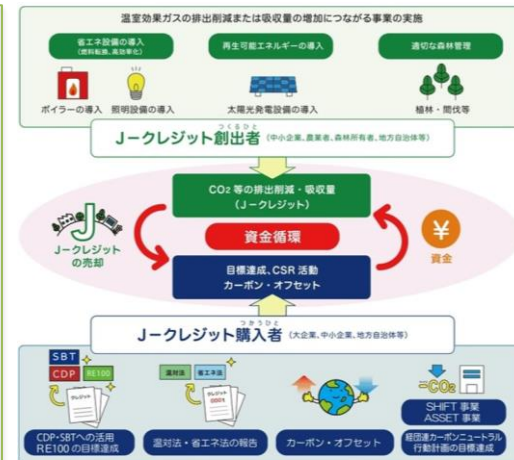 温室効果ガスの排出削減または吸収量の増加につながる事業の実施
省エネ設備の導入
(燃料転換、高効率化)
再生可能エネルギーの導入
適切な森林管理
ボイラーの導入
照明設備の導入
太陽光発電設備の導入
植林・間伐等
つくるひと
J-クレジット創出者(中小企業、農業者、森林所有者、地方自治体等)
CO2 等の排出削減・吸収量
(J-クレジット)
J
J-クレジット
の売却
資金循環
¥
資金
目標達成、CSR 活動
カーボン・オフセット
つかうひと
J-クレジット購入者(大企業、中小企業、地方自治体等)
SBT
CDP
RE100
クレジット
温対法
省エネ法
クレジット
=CO2
CDP・SBTへの活用
RE100の目標達成
温対法・省エネ法の報告
カーボン・オフセット
SHIFT 事業
ASSET 事業
経団連カーボンニュートラル
行動計画の目標達成